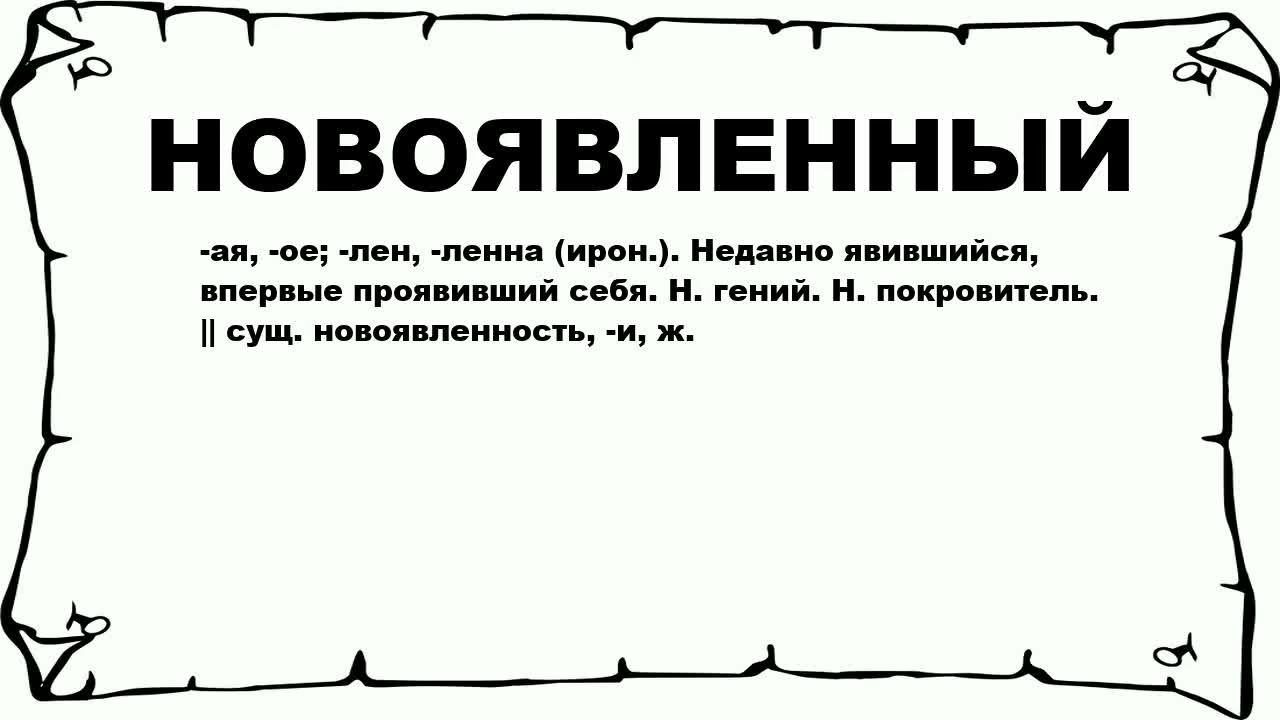 НОВОЯВЛЕННЫЙ
-ая, -ое; -лен, -ленна (ирон.). Недавно явившийся,
впервые проявивший себя. Н. гений. Н. покровитель.
|| сущ. новоявленность, -и, ж.